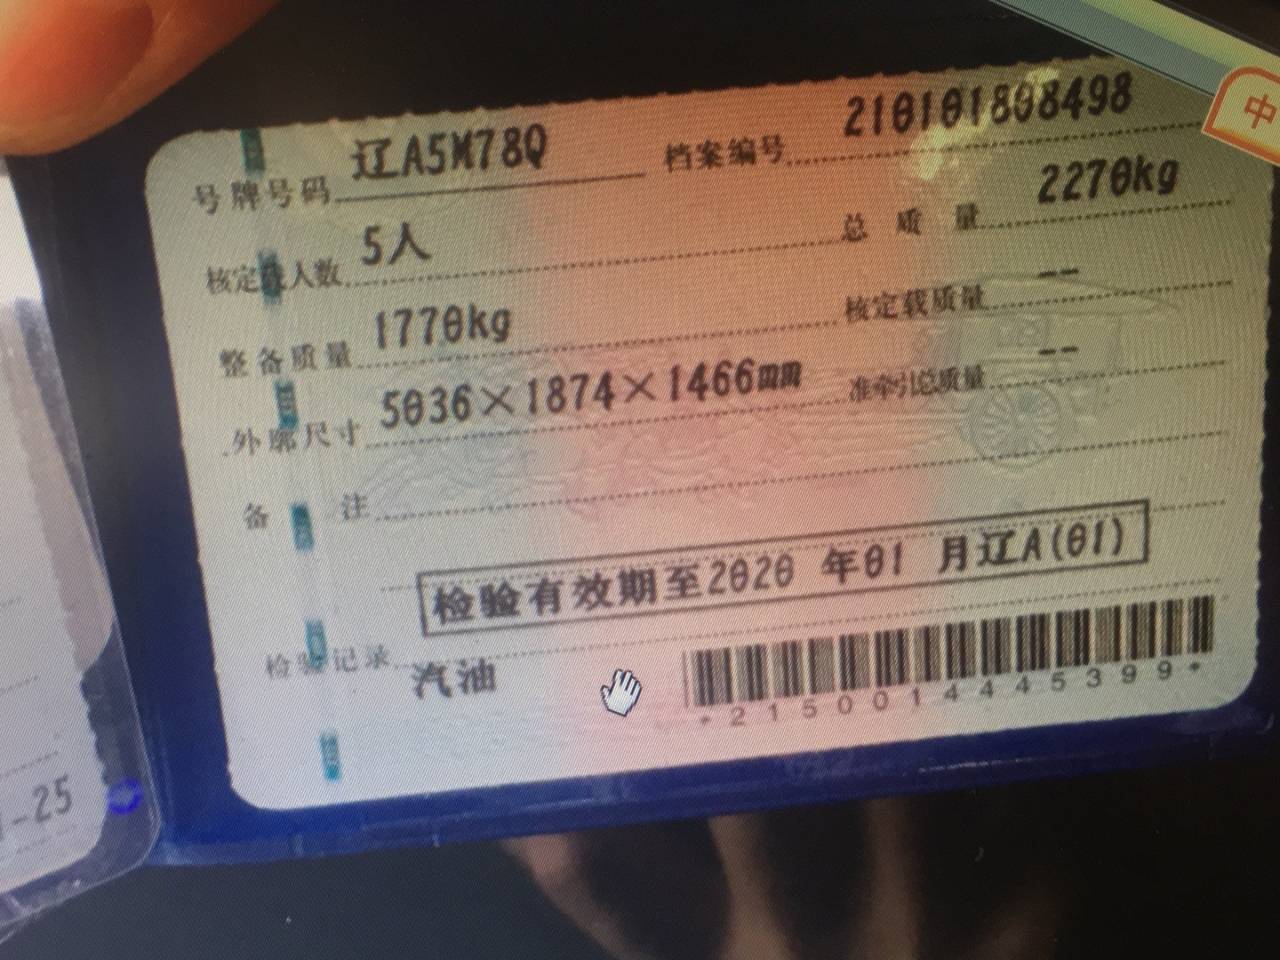 号牌号码 辽A5M78Q 档案编号 210101808498
核定载人数 5人 总质量 2270kg
整备质量 1770kg 核定载质量 --
外廓尺寸 5036×1874×1466mm 准牵引总质量 --
备注
检验有效期至2020年01月辽A(01)
检验记录 汽油
*2150014445399*
-25
中